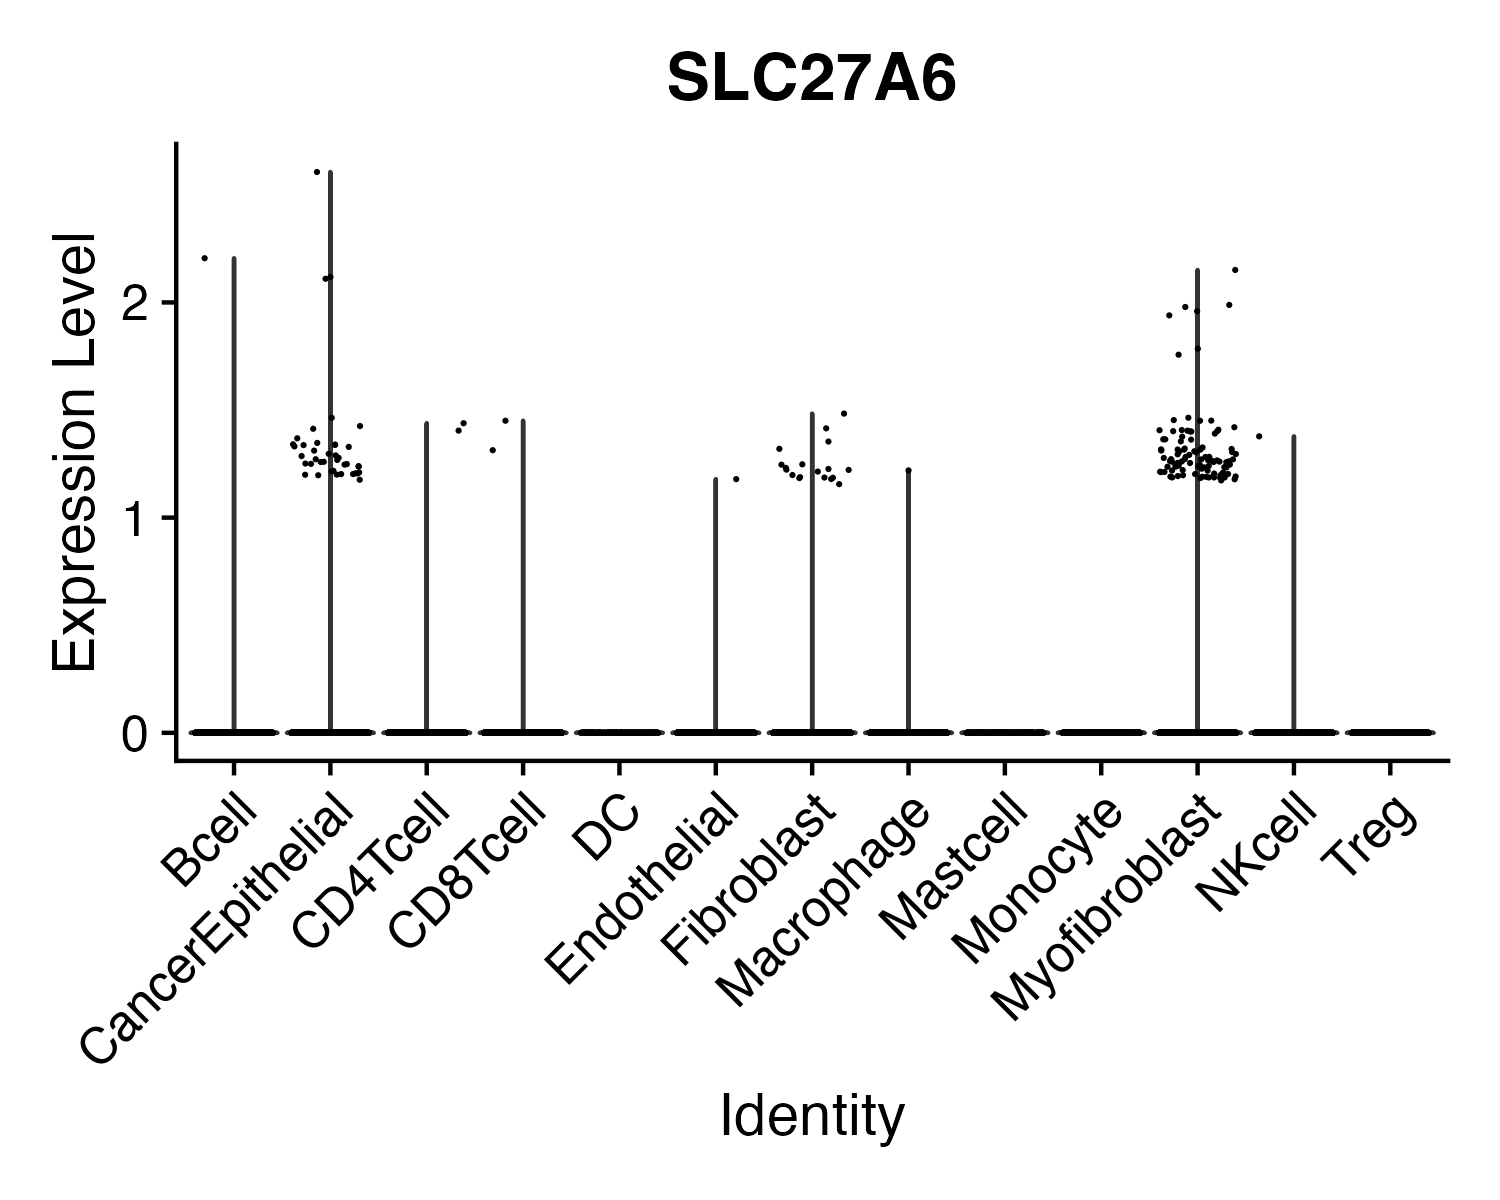 SLC27A6
Expression Level
2
1
0
Bcell
CancerEpithelial
CD4Tcell
CD8Tcell
DC
Endothelial
Fibroblast
Macrophage
Mastcell
Monocyte
Myofibroblast
NKcell
Treg
Identity